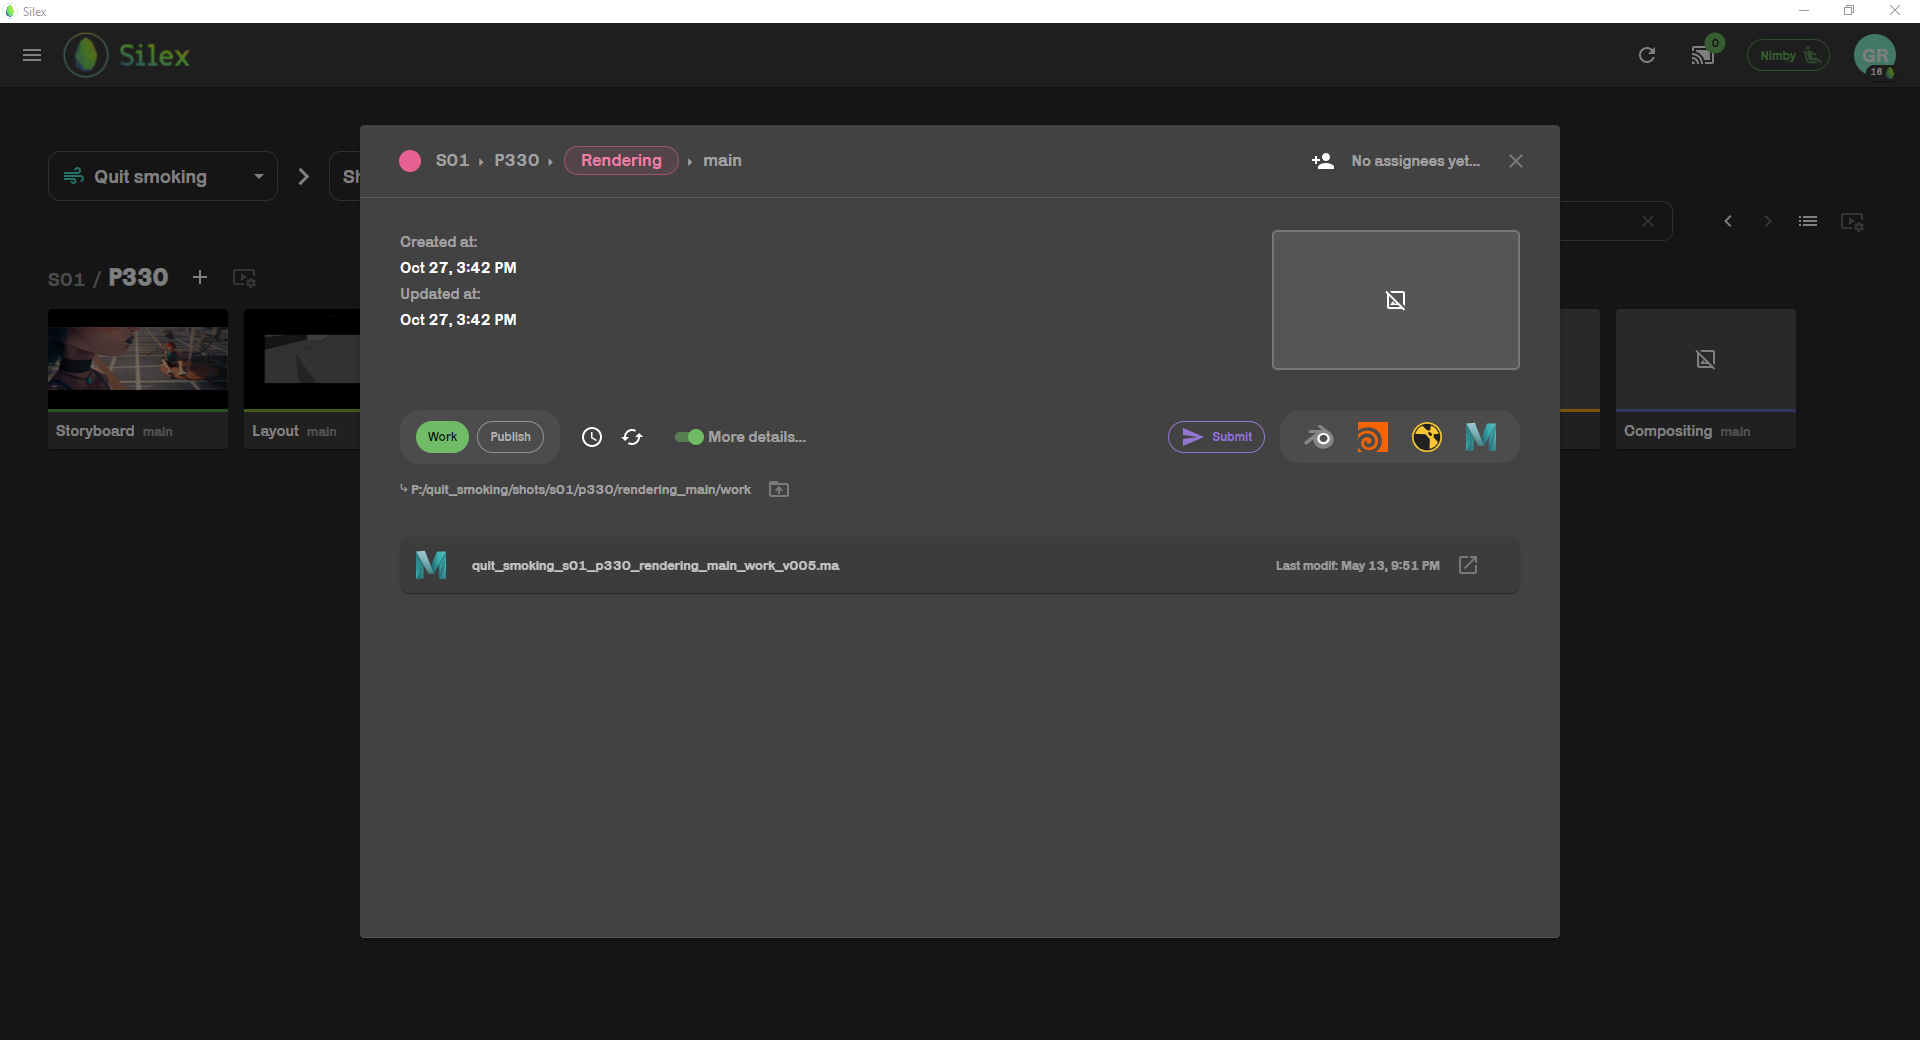 Silex
Silex
0
Nimby
GR
16
Quit smoking
Sh
S01 / P330
Storyboard main
Layout main
Compositing main
S01 P330 Rendering main
No assignees yet...
Created at:
Oct 27, 3:42 PM
Updated at:
Oct 27, 3:42 PM
Work
Publish
More details...
Submit
P:/quit_smoking/shots/s01/p330/rendering_main/work
quit_smoking_s01_p330_rendering_main_work_v005.ma
Last modif: May 13, 9:51 PM